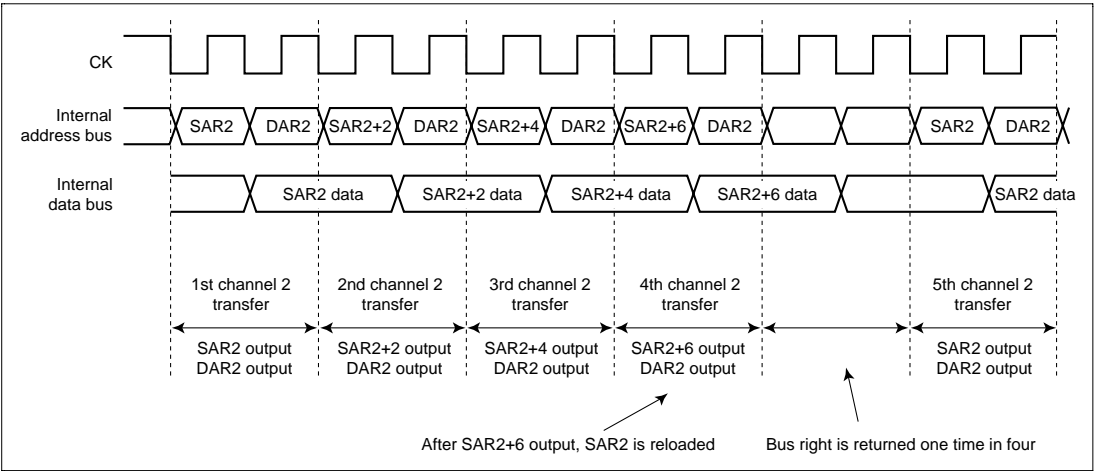 CK
Internal
address bus
SAR2 DAR2 SAR2+2 DAR2 SAR2+4 DAR2 SAR2+6 DAR2 SAR2 DAR2
Internal
data bus
SAR2 data SAR2+2 data SAR2+4 data SAR2+6 data SAR2 data
1st channel 2
transfer
2nd channel 2
transfer
3rd channel 2
transfer
4th channel 2
transfer
5th channel 2
transfer
SAR2 output
DAR2 output
SAR2+2 output
DAR2 output
SAR2+4 output
DAR2 output
SAR2+6 output
DAR2 output
SAR2 output
DAR2 output
After SAR2+6 output, SAR2 is reloaded
Bus right is returned one time in four